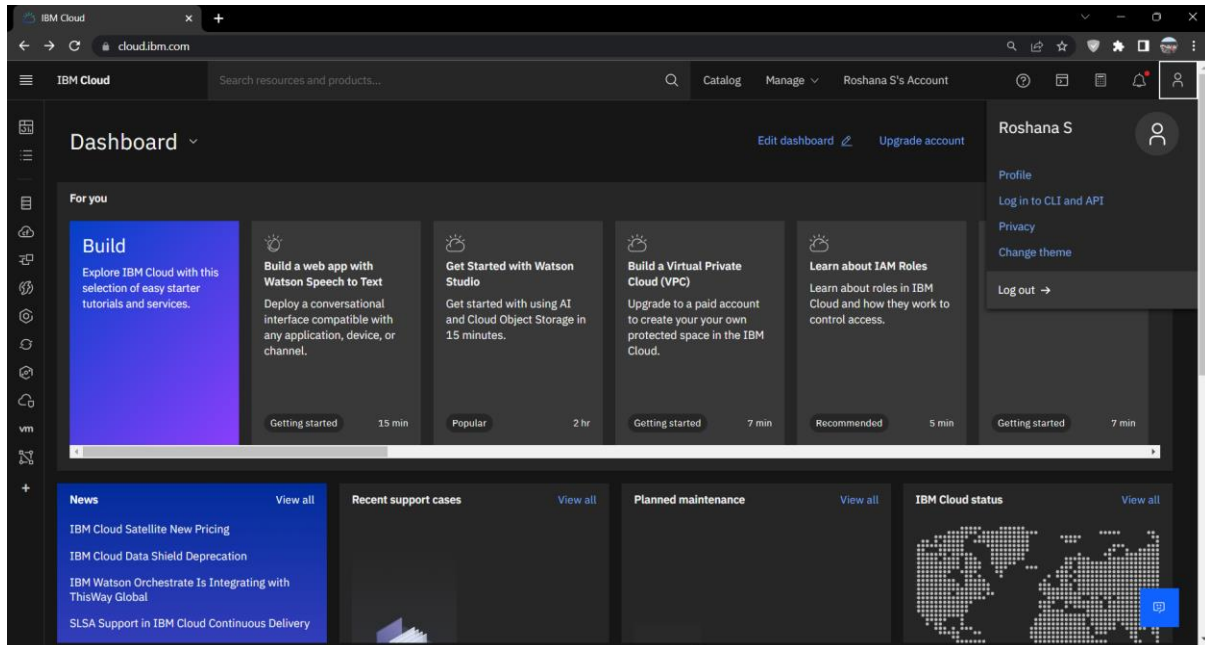 IBM Cloud
cloud.ibm.com
IBM Cloud
Search resources and products...
Catalog
Manage
Roshana S's Account
Dashboard
Edit dashboard
Upgrade account
Roshana S
Profile
Log in to CLI and API
Privacy
Change theme
Log out →
For you
Build
Explore IBM Cloud with this
selection of easy starter
tutorials and services.
Build a web app with
Watson Speech to Text
Deploy a conversational
interface compatible with
any application, device, or
channel.
Getting started
15 min
Get Started with Watson
Studio
Get started with using AI
and Cloud Object Storage in
15 minutes.
Popular
2 hr
Build a Virtual Private
Cloud (VPC)
Upgrade to a paid account
to create your your own
protected space in the IBM
Cloud.
Getting started
7 min
Learn about IAM Roles
Learn about roles in IBM
Cloud and how they work to
control access.
Recommended
5 min
Getting started
7 min
vm
News
View all
IBM Cloud Satellite New Pricing
IBM Cloud Data Shield Deprecation
IBM Watson Orchestrate Is Integrating with
ThisWay Global
SLSA Support in IBM Cloud Continuous Delivery
Recent support cases
View all
Planned maintenance
View all
IBM Cloud status
View all